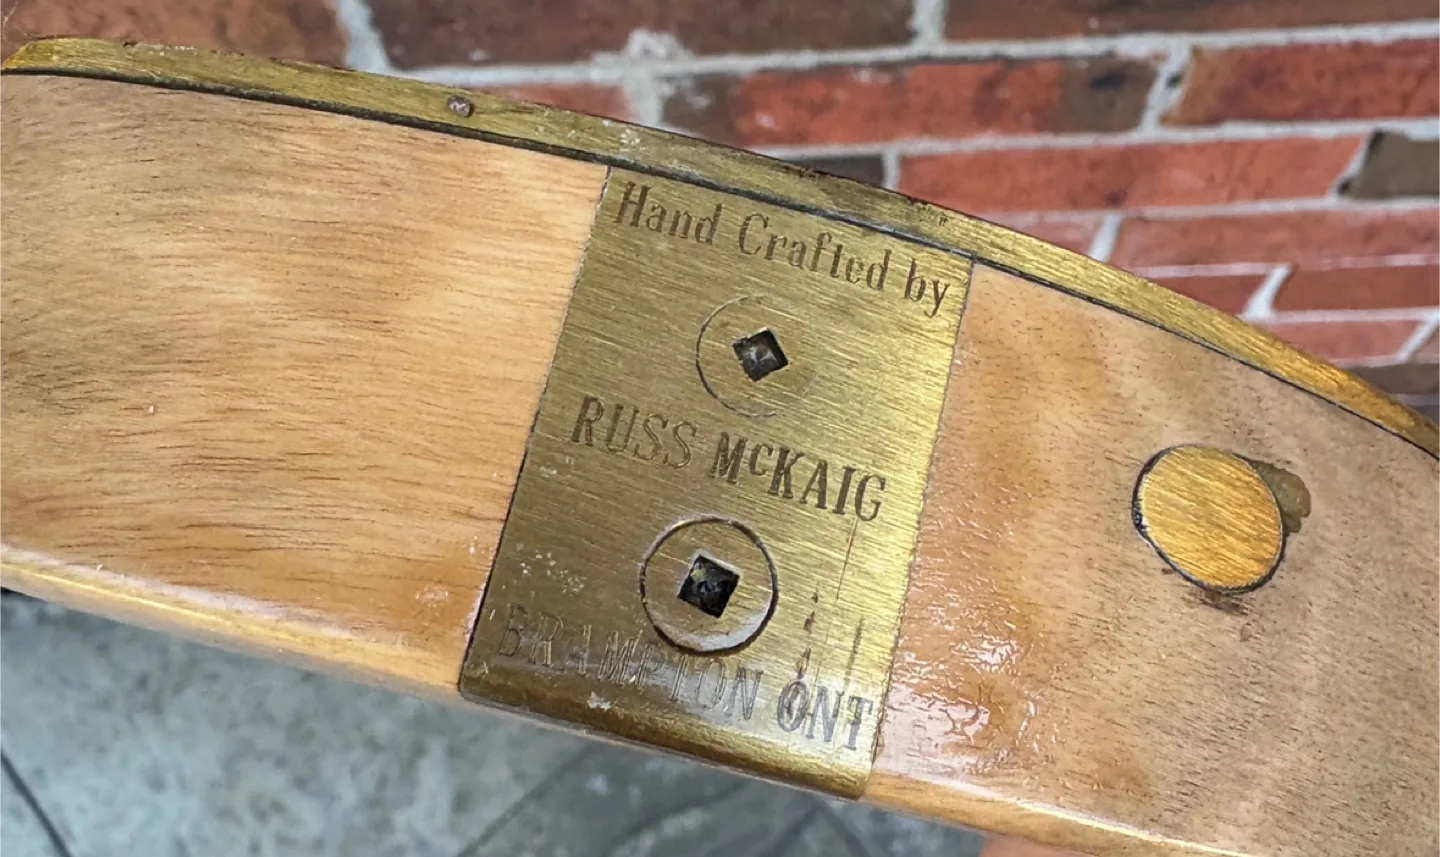 Hand Crafted by
RUSS McKAIG
BRAMPTON ONT